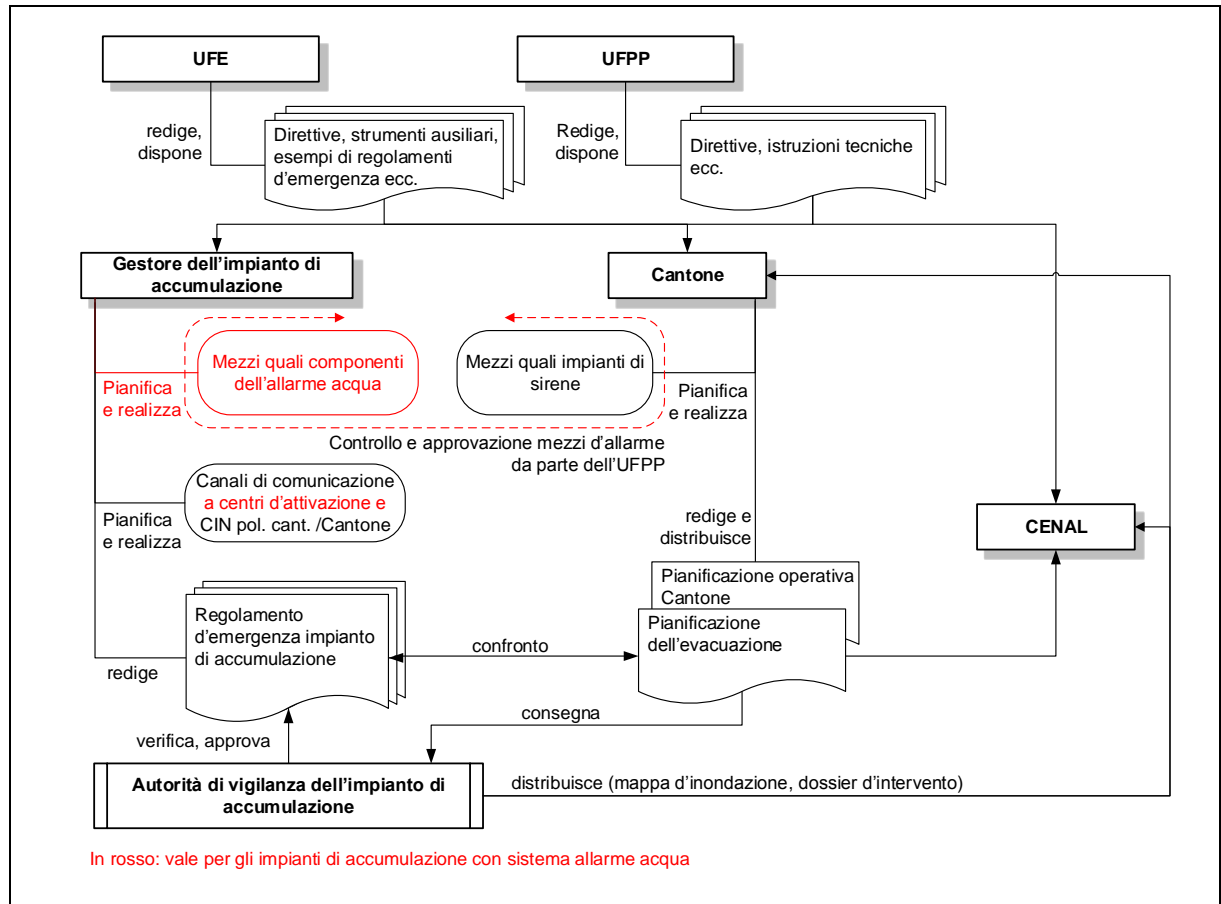 UFE
UFPP
redige,
dispone
Direttive, strumenti ausiliari,
esempi di regolamenti
d'emergenza ecc.
Redige,
dispone
Direttive, istruzioni tecniche
ecc.
Gestore dell'impianto di
accumulazione
Cantone
Mezzi quali componenti
dell'allarme acqua
Mezzi quali impianti di
sirene
Pianifica
e realizza
Pianifica
e realizza
Controllo e approvazione mezzi d'allarme
da parte dell'UFPP
Canali di comunicazione
a centri d'attivazione e
CIN pol. cant. /Cantone
Pianifica
e realizza
redige e
distribuisce
CENAL
Pianificazione operativa
Cantone
Pianificazione
dell'evacuazione
Regolamento
d'emergenza impianto
di accumulazione
confronto
redige
consegna
verifica, approva
Autorità di vigilanza dell'impianto di
accumulazione
distribuisce (mappa d'inondazione, dossier d'intervento)
In rosso: vale per gli impianti di accumulazione con sistema allarme acqua